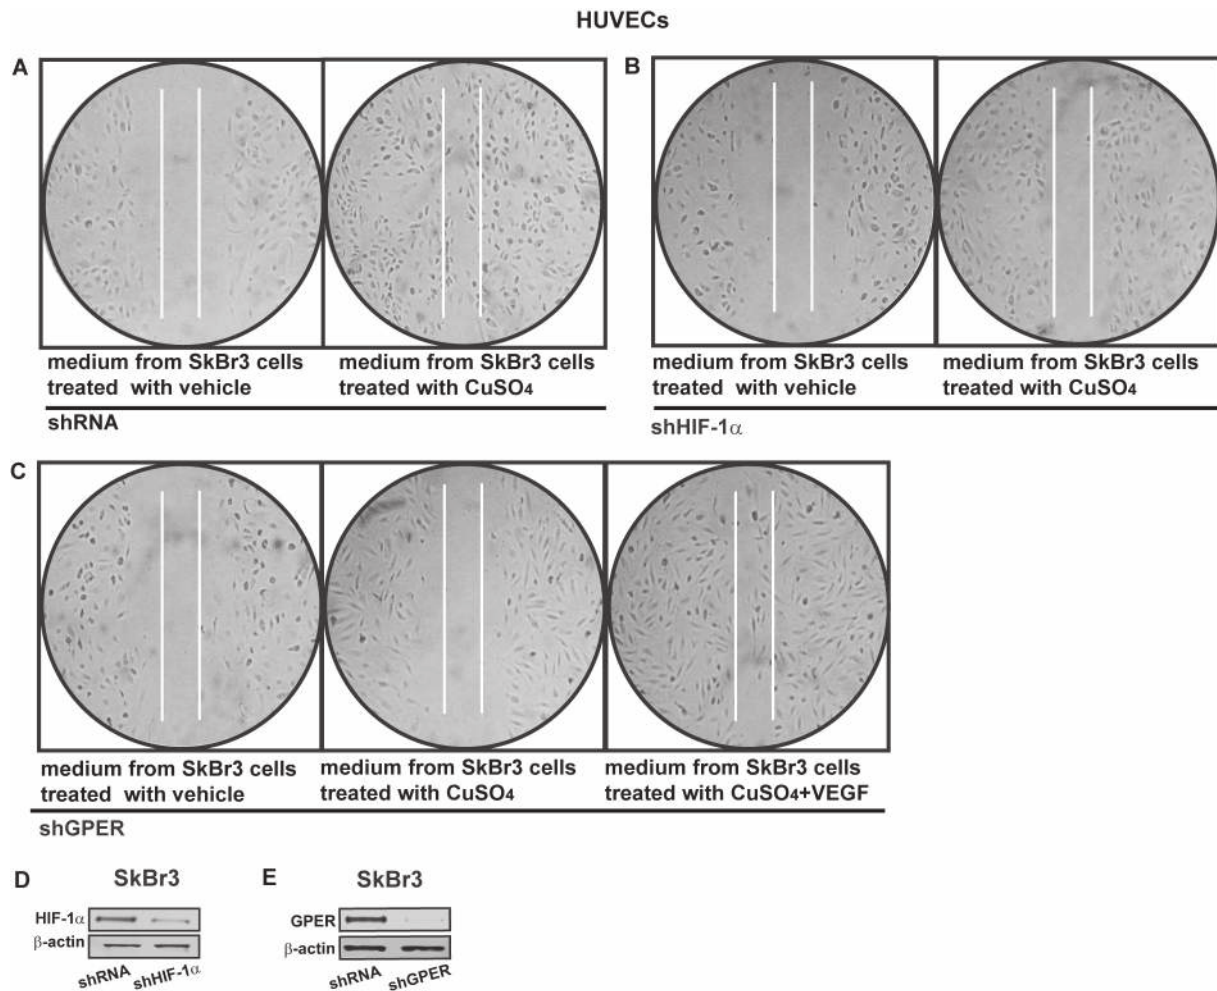 HUVECs
A
B
medium from SkBr3 cells
treated with vehicle
medium from SkBr3 cells
treated with CuSO4
shRNA
medium from SkBr3 cells
treated with vehicle
medium from SkBr3 cells
treated with CuSO4
shHIF-1α
C
medium from SkBr3 cells
treated with vehicle
medium from SkBr3 cells
treated with CuSO4
medium from SkBr3 cells
treated with CuSO4+VEGF
shGPER
D
SkBr3
HIF-1α
β-actin
shRNA
shHIF-1α
E
SkBr3
GPER
β-actin
shRNA
shGPER